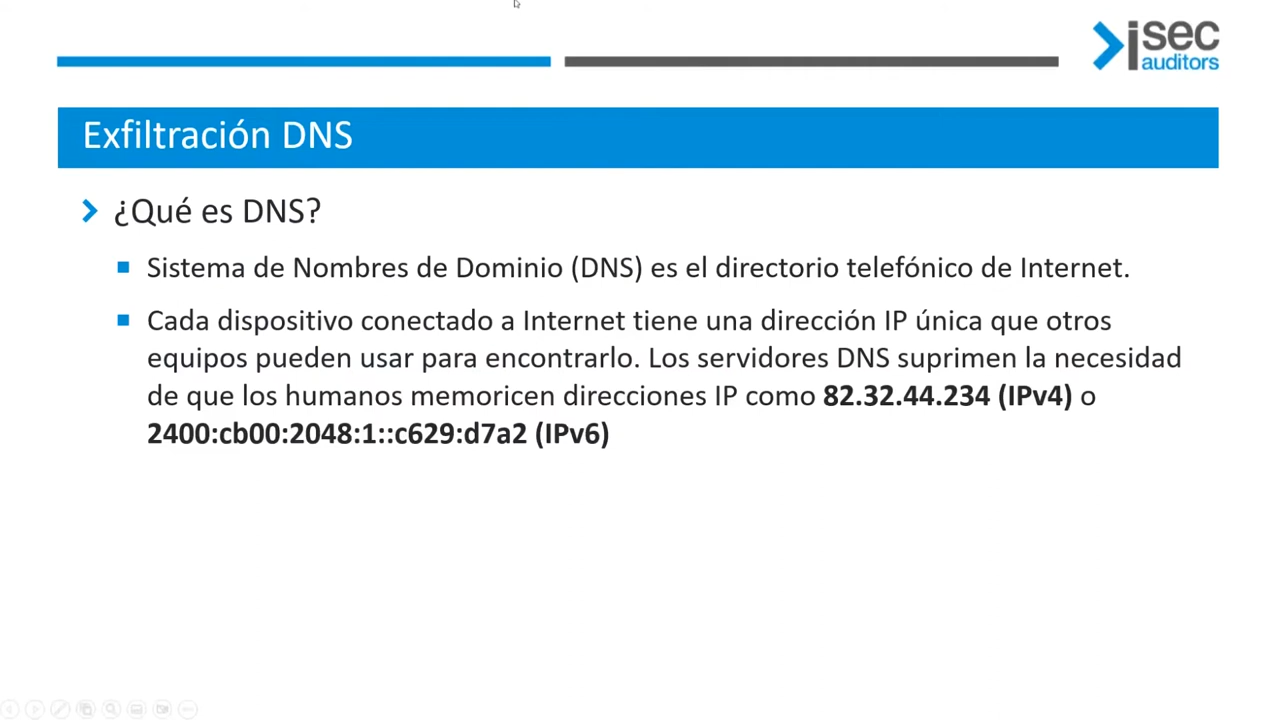 isec
auditors
Exfiltración DNS
¿Qué es DNS?
Sistema de Nombres de Dominio (DNS) es el directorio telefónico de Internet.
Cada dispositivo conectado a Internet tiene una dirección IP única que otros
equipos pueden usar para encontrarlo. Los servidores DNS suprimen la necesidad
de que los humanos memoricen direcciones IP como 82.32.44.234 (IPv4) o
2400:cb00:2048:1::c629:d7a2 (IPv6)